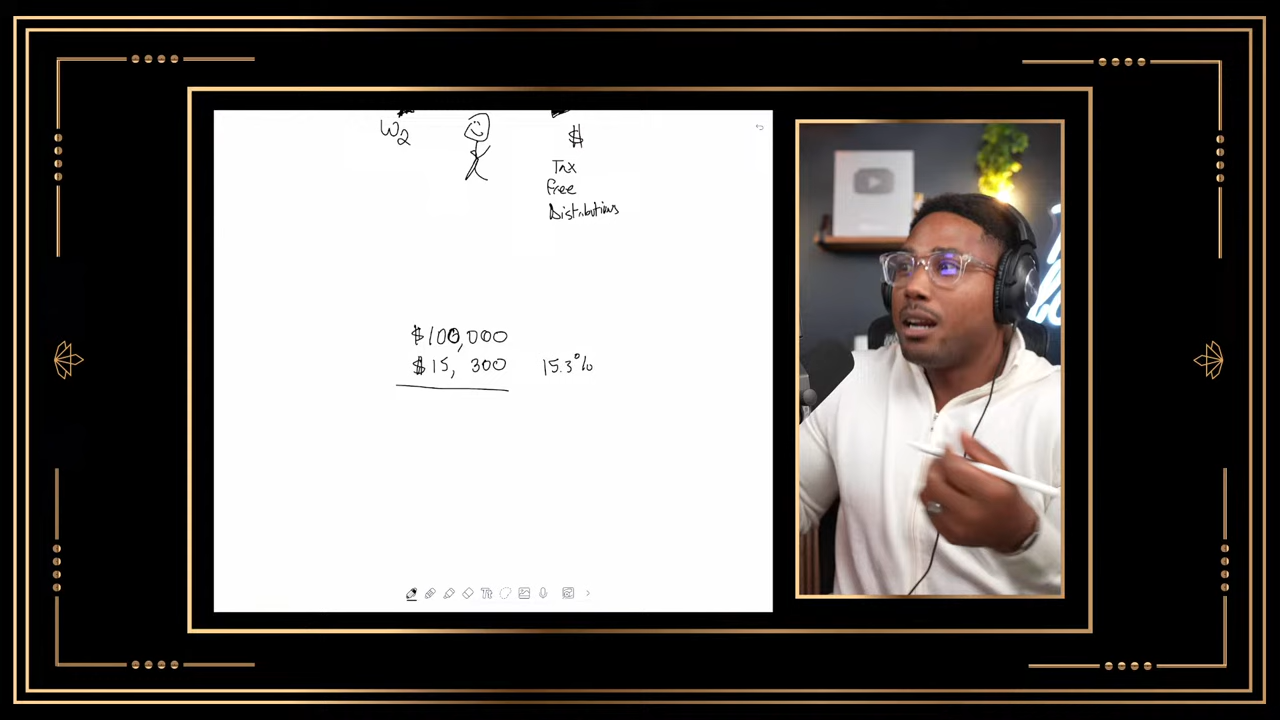 W2
$
Tax
free
Distributions
$100,000
$15,300 15.3%